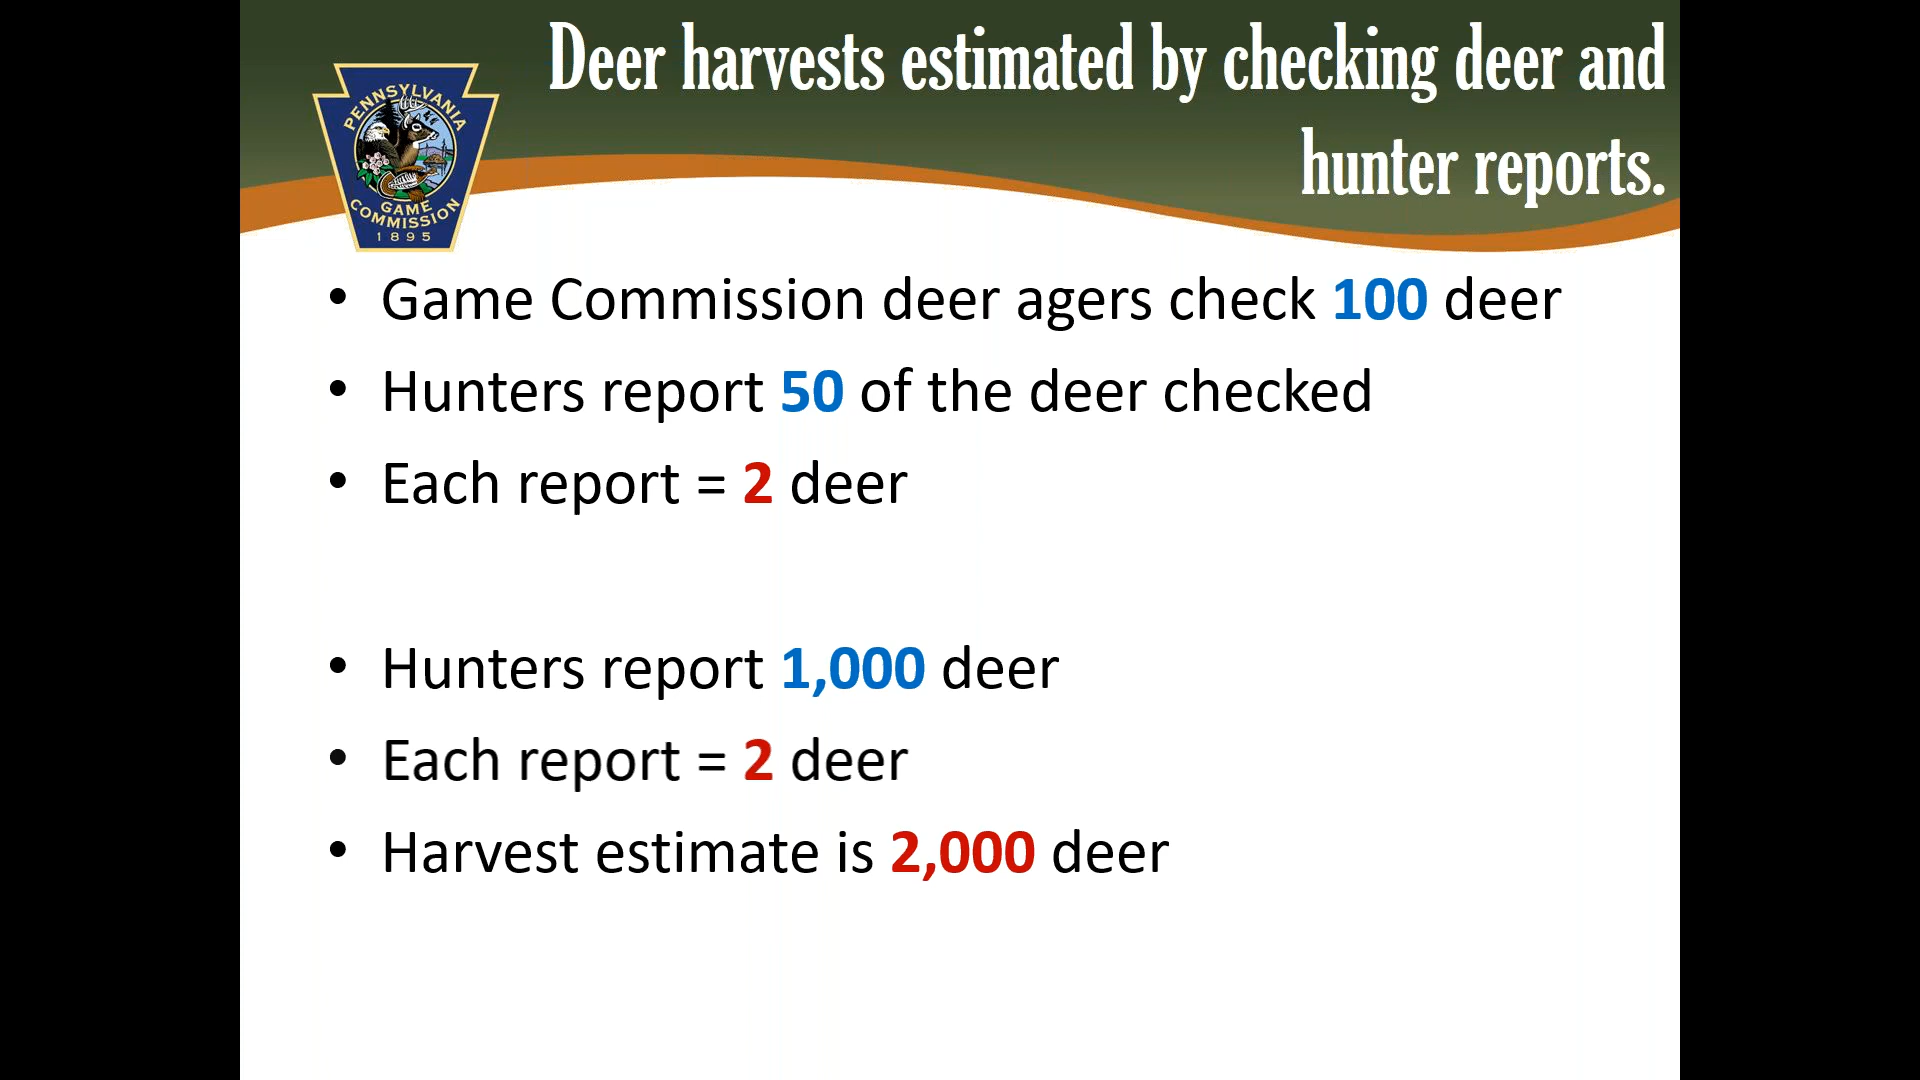 Deer harvests estimated by checking deer and
hunter reports.
PENNSYLVANIA
GAME
COMMISSION
1895
• Game Commission deer agers check 100 deer
• Hunters report 50 of the deer checked
• Each report = 2 deer
• Hunters report 1,000 deer
• Each report = 2 deer
• Harvest estimate is 2,000 deer